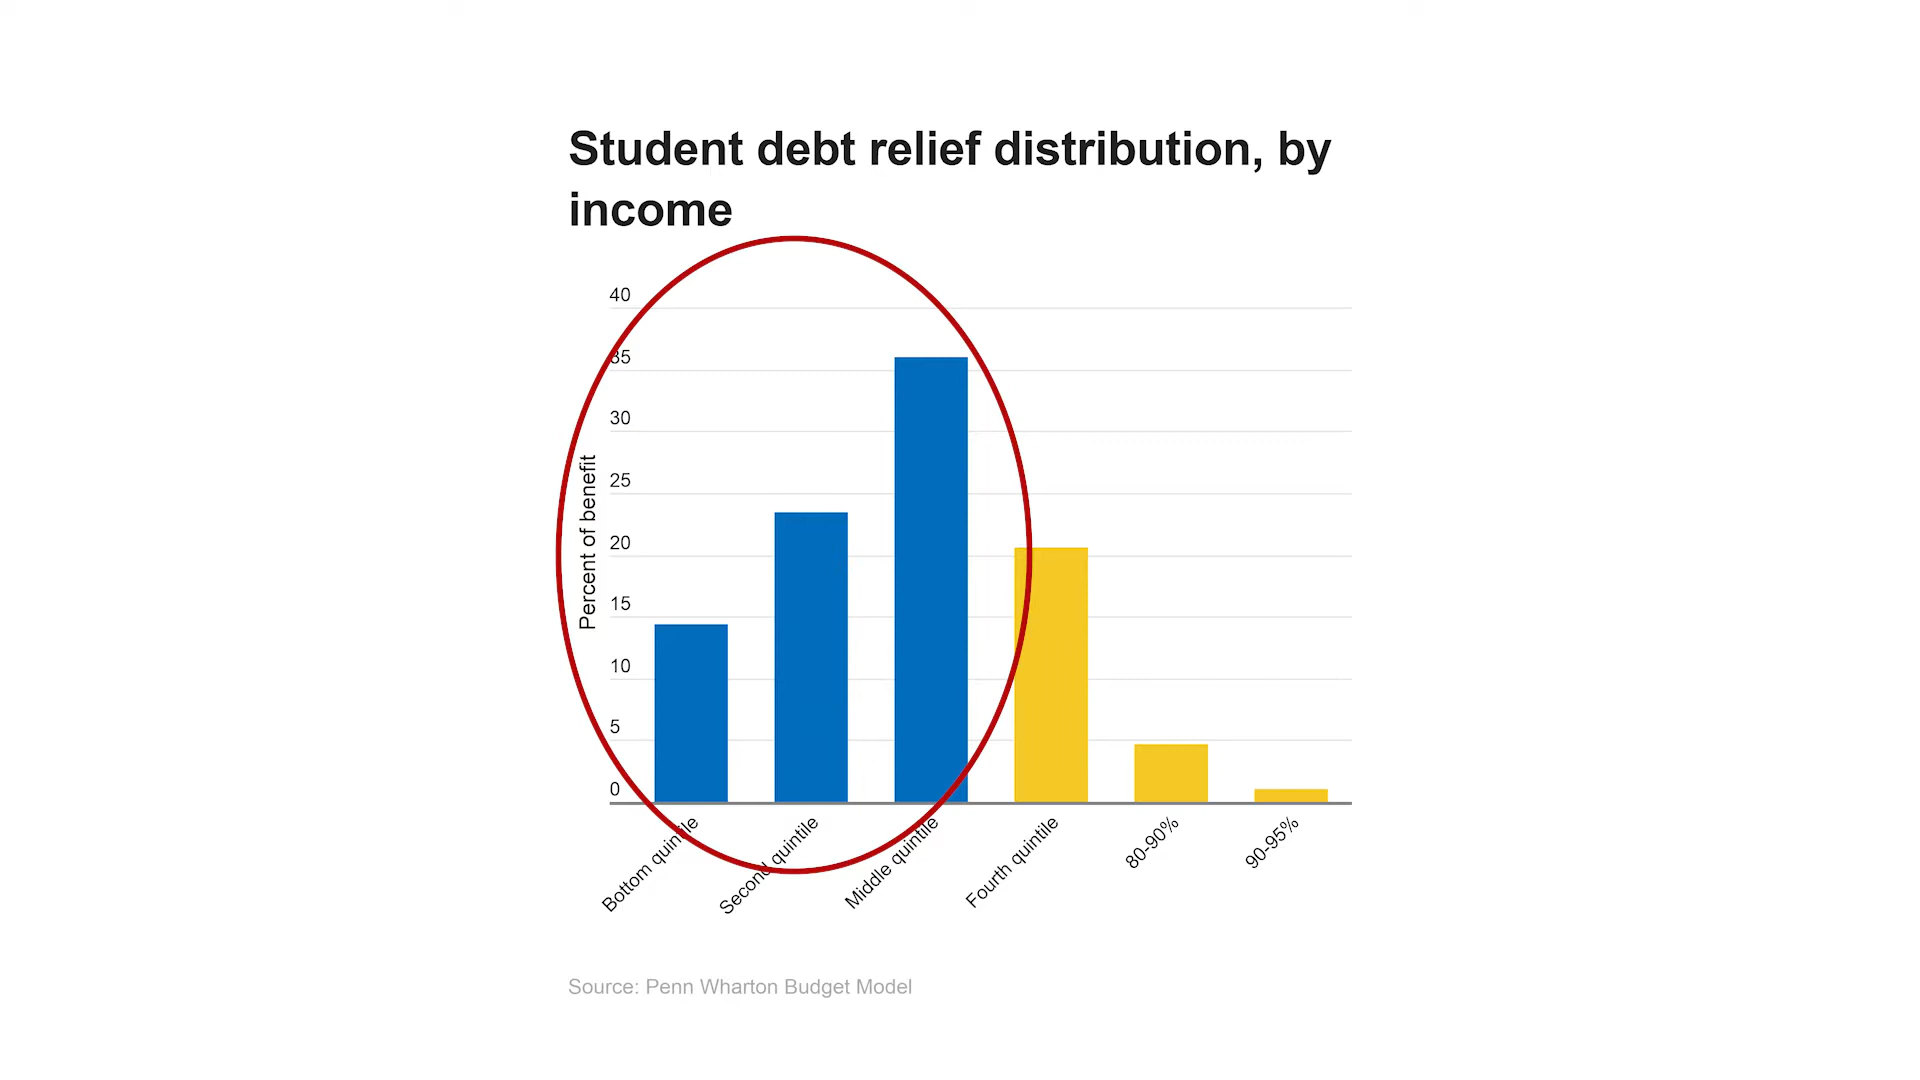 Student debt relief distribution, by
income
40
35
30
25
20
15
10
5
0
Percent of benefit
Bottom quintile
Second quintile
Middle quintile
Fourth quintile
80-90%
90-95%
Source: Penn Wharton Budget Model